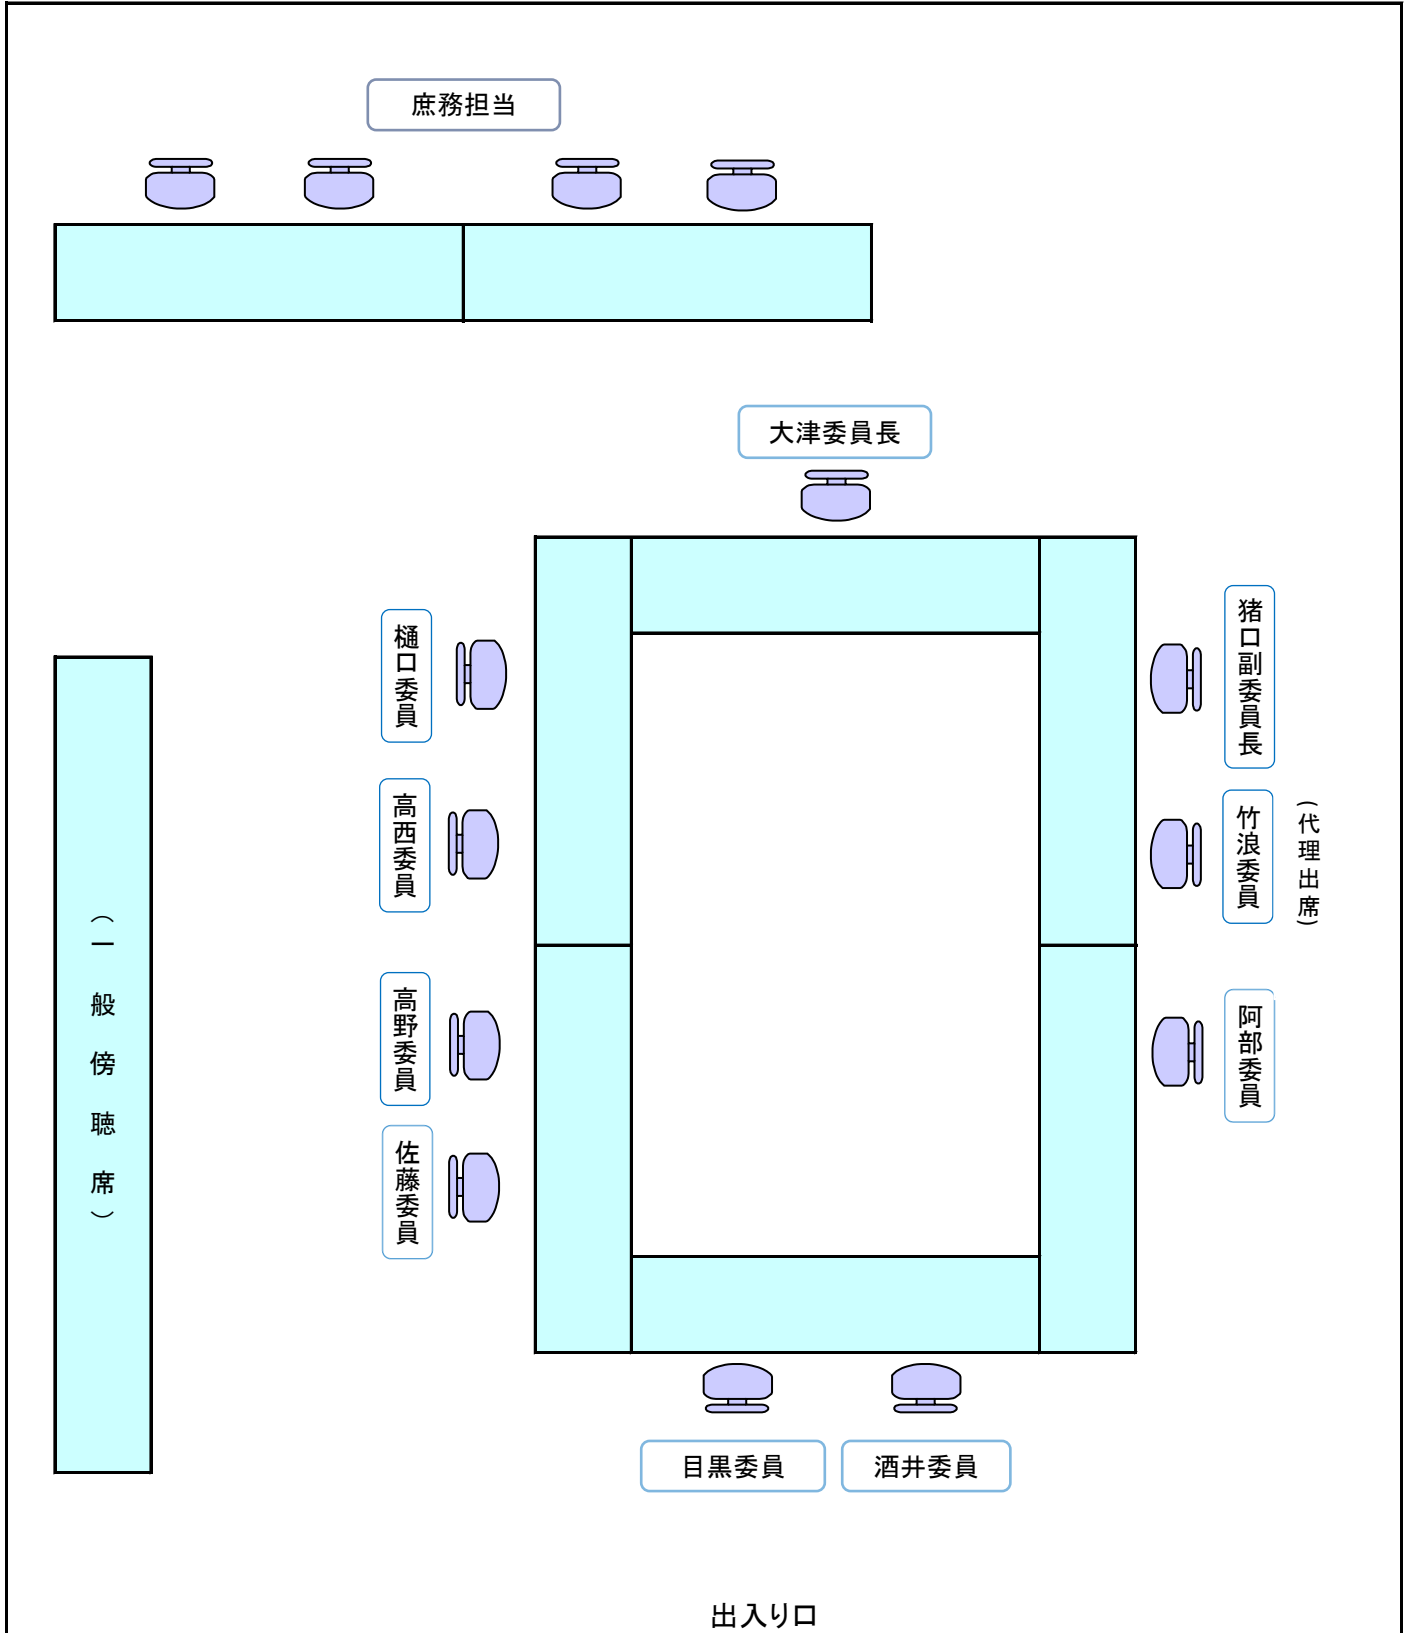 庶務担当
大津委員長
樋口委員
高西委員
高野委員
佐藤委員
猪口副委員長
竹浪委員
（代理出席）
阿部委員
（一般傍聴席）
目黒委員
酒井委員
出入り口